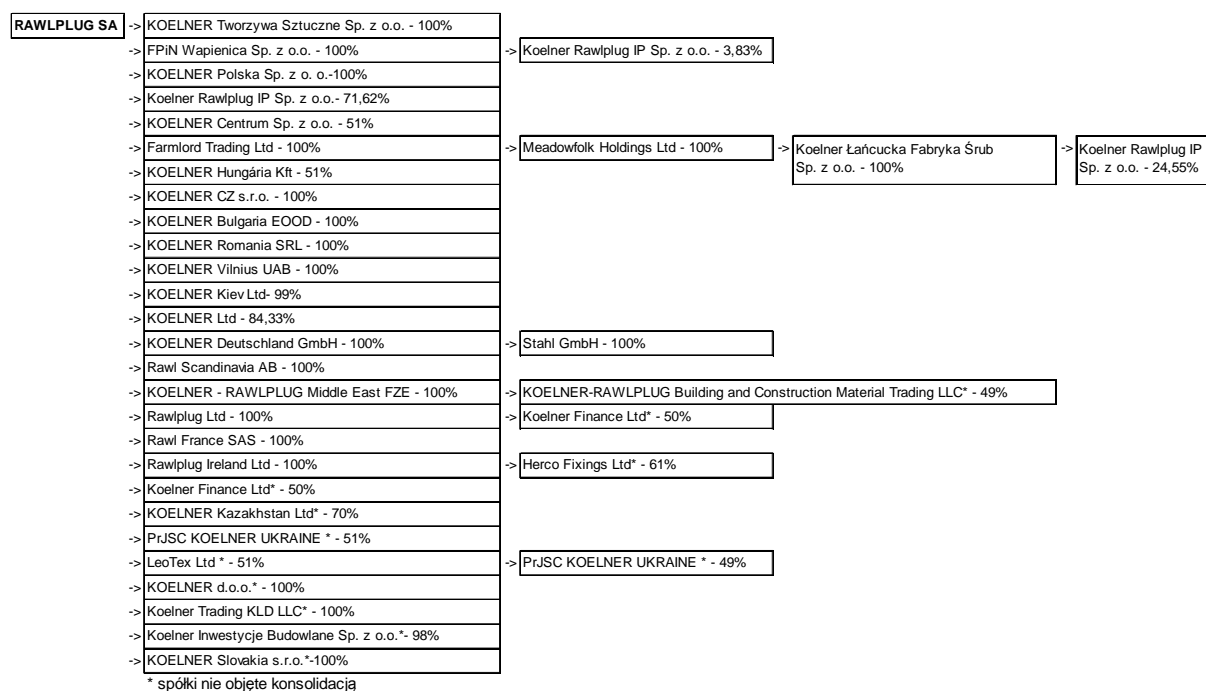 RAWLPLUG SA -> KOELNER Tworzywa Sztuczne Sp. z o.o. - 100%
-> FPiN Wapienica Sp. z o.o. - 100% -> Koelner Rawlplug IP Sp. z o.o. - 3,83%
-> KOELNER Polska Sp. z o. o.-100%
-> Koelner Rawlplug IP Sp. z o.o.- 71,62%
-> KOELNER Centrum Sp. z o.o. - 51%
-> Farmlord Trading Ltd - 100% -> Meadowfolk Holdings Ltd - 100% -> Koelner Łańcucka Fabryka Śrub -> Koelner Rawlplug IP
Sp. z o.o. - 100% Sp. z o.o. - 24,55%
-> KOELNER Hungária Kft - 51%
-> KOELNER CZ s.r.o. - 100%
-> KOELNER Bulgaria EOOD - 100%
-> KOELNER Romania SRL - 100%
-> KOELNER Vilnius UAB - 100%
-> KOELNER Kiev Ltd- 99%
-> KOELNER Ltd - 84,33%
-> KOELNER Deutschland GmbH - 100% -> Stahl GmbH - 100%
-> Rawl Scandinavia AB - 100%
-> KOELNER - RAWLPLUG Middle East FZE - 100% -> KOELNER-RAWLPLUG Building and Construction Material Trading LLC* - 49%
-> Rawlplug Ltd - 100% -> Koelner Finance Ltd* - 50%
-> Rawl France SAS - 100%
-> Rawlplug Ireland Ltd - 100% -> Herco Fixings Ltd* - 61%
-> Koelner Finance Ltd* - 50%
-> KOELNER Kazakhstan Ltd* - 70%
-> PrJSC KOELNER UKRAINE * - 51%
-> LeoTex Ltd * - 51% -> PrJSC KOELNER UKRAINE * - 49%
-> KOELNER d.o.o.* - 100%
-> Koelner Trading KLD LLC* - 100%
-> Koelner Inwestycje Budowlane Sp. z o.o.*- 98%
-> KOELNER Slovakia s.r.o.*-100%
* spółki nie objęte konsolidacją